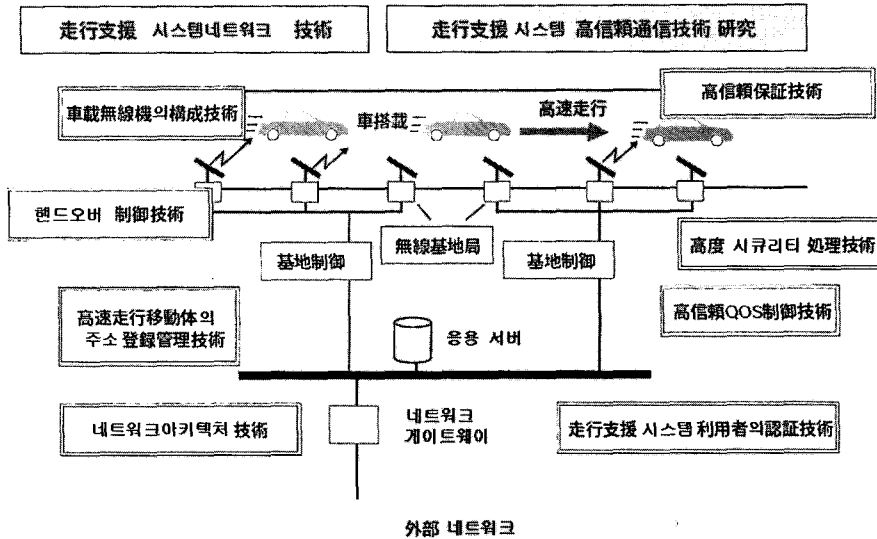 走行支援 시스템네트워크 技術
走行支援 시스템 高信頼通信技術 研究
車載無線機의構成技術
車搭載
高速走行
高信頼保証技術
핸드오버 制御技術
基地制御
無線基地局
基地制御
高度 시큐리티 処理技術
高速走行移動体의
주소 登録管理技術
응용 서버
高信頼QOS制御技術
네트워크아키텍처 技術
네트워크
게이트웨이
走行支援 시스템 利用者의認証技術
外部 네트워크